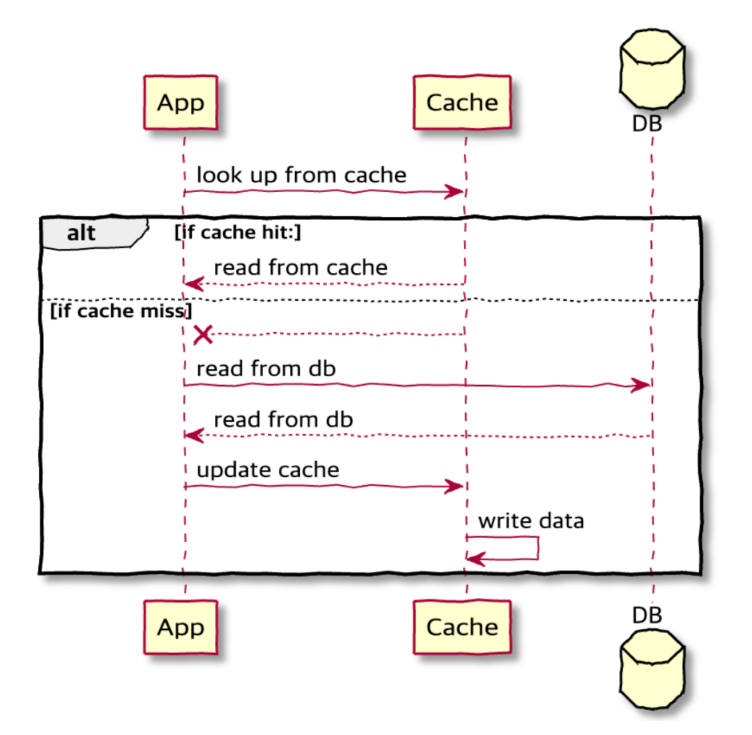 DB
App
Cache
look up from cache
alt
[if cache hit:]
read from cache
[if cache miss]
read from db
read from db
update cache
write data
App
Cache
DB